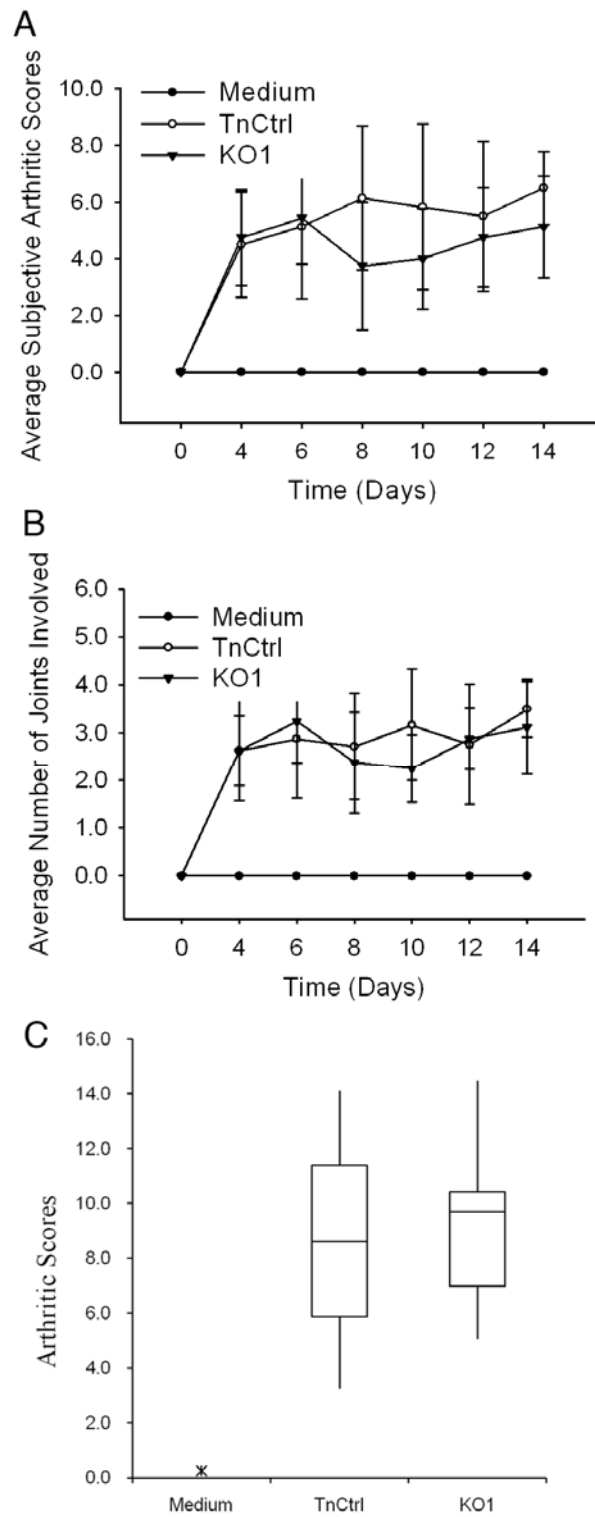 A
Average Subjective Arthritic Scores
10.0
8.0
6.0
4.0
2.0
0.0
Medium
TnCtrl
KO1
0 4 6 8 10 12 14
Time (Days)
B
Average Number of Joints Involved
6.0
5.0
4.0
3.0
2.0
1.0
0.0
Medium
TnCtrl
KO1
0 4 6 8 10 12 14
Time (Days)
C
Arthritic Scores
16.0
14.0
12.0
10.0
8.0
6.0
4.0
2.0
0.0
Medium TnCtrl KO1